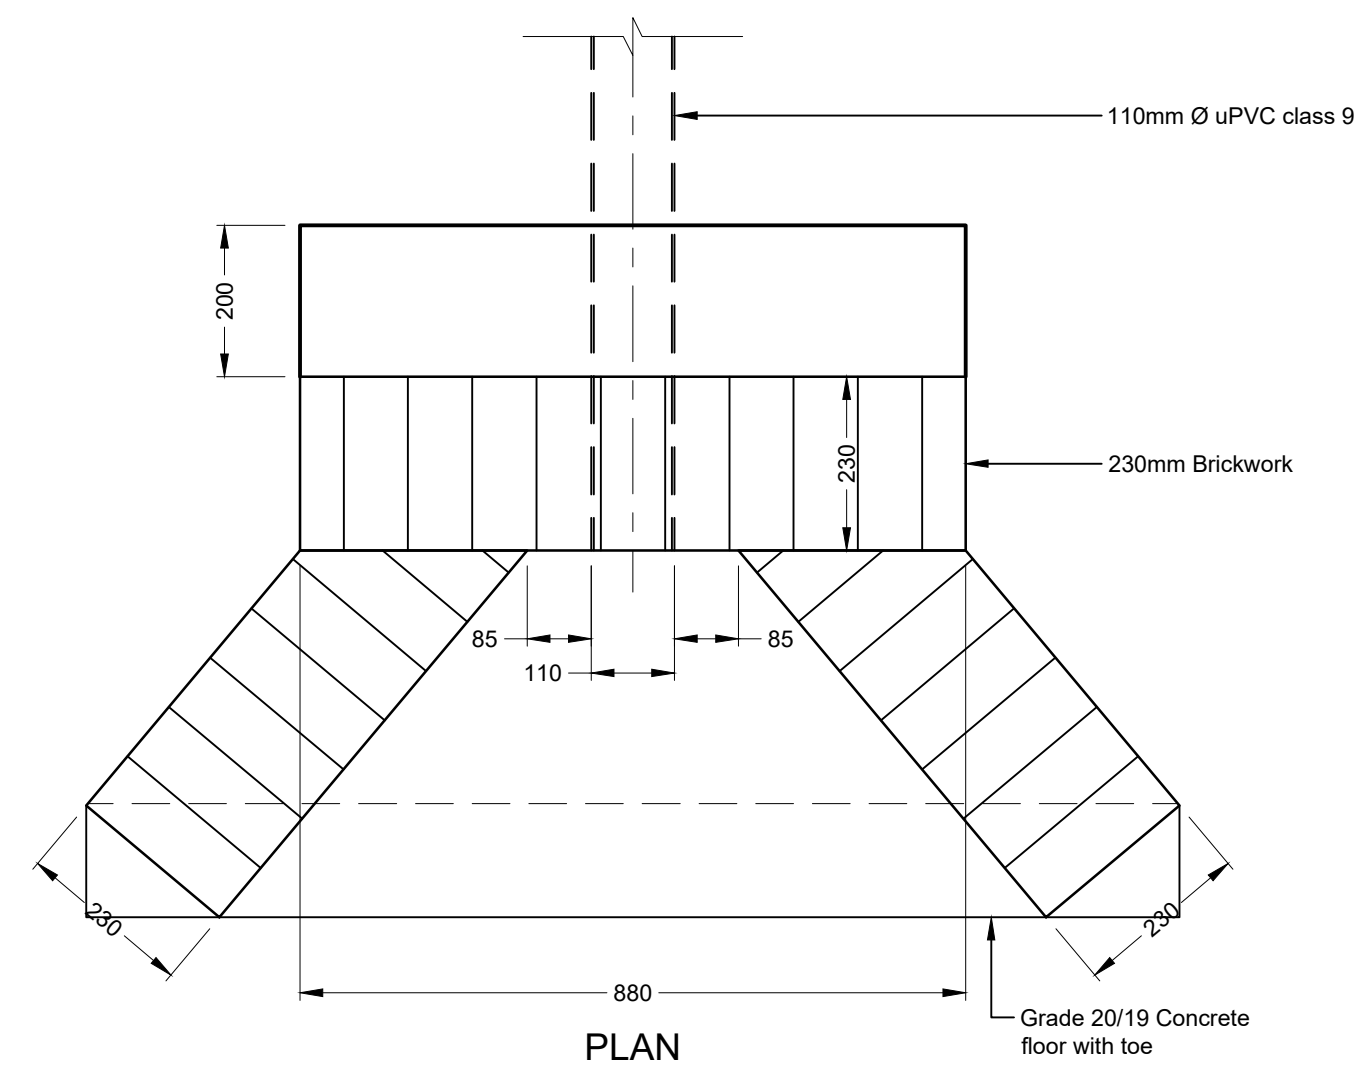 110mm Ø uPVC class 9
200
230
230mm Brickwork
85
85
110
230
230
880
Grade 20/19 Concrete
floor with toe
PLAN